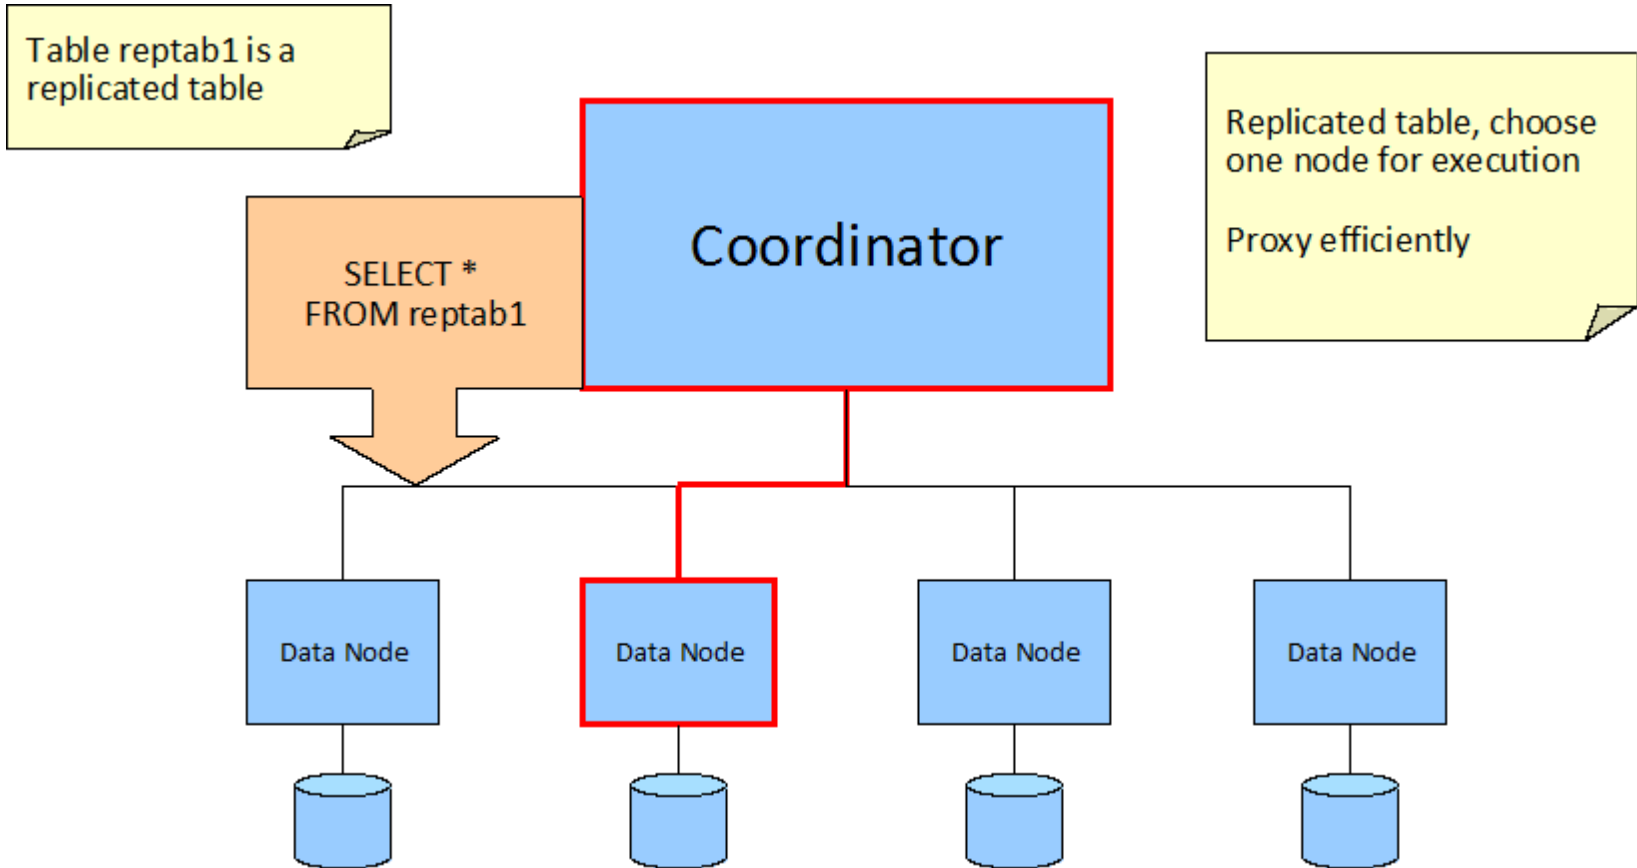 Table reptab1 is a
replicated table
Replicated table, choose
one node for execution
Proxy efficiently
Coordinator
SELECT *
FROM reptab1
Data Node
Data Node
Data Node
Data Node